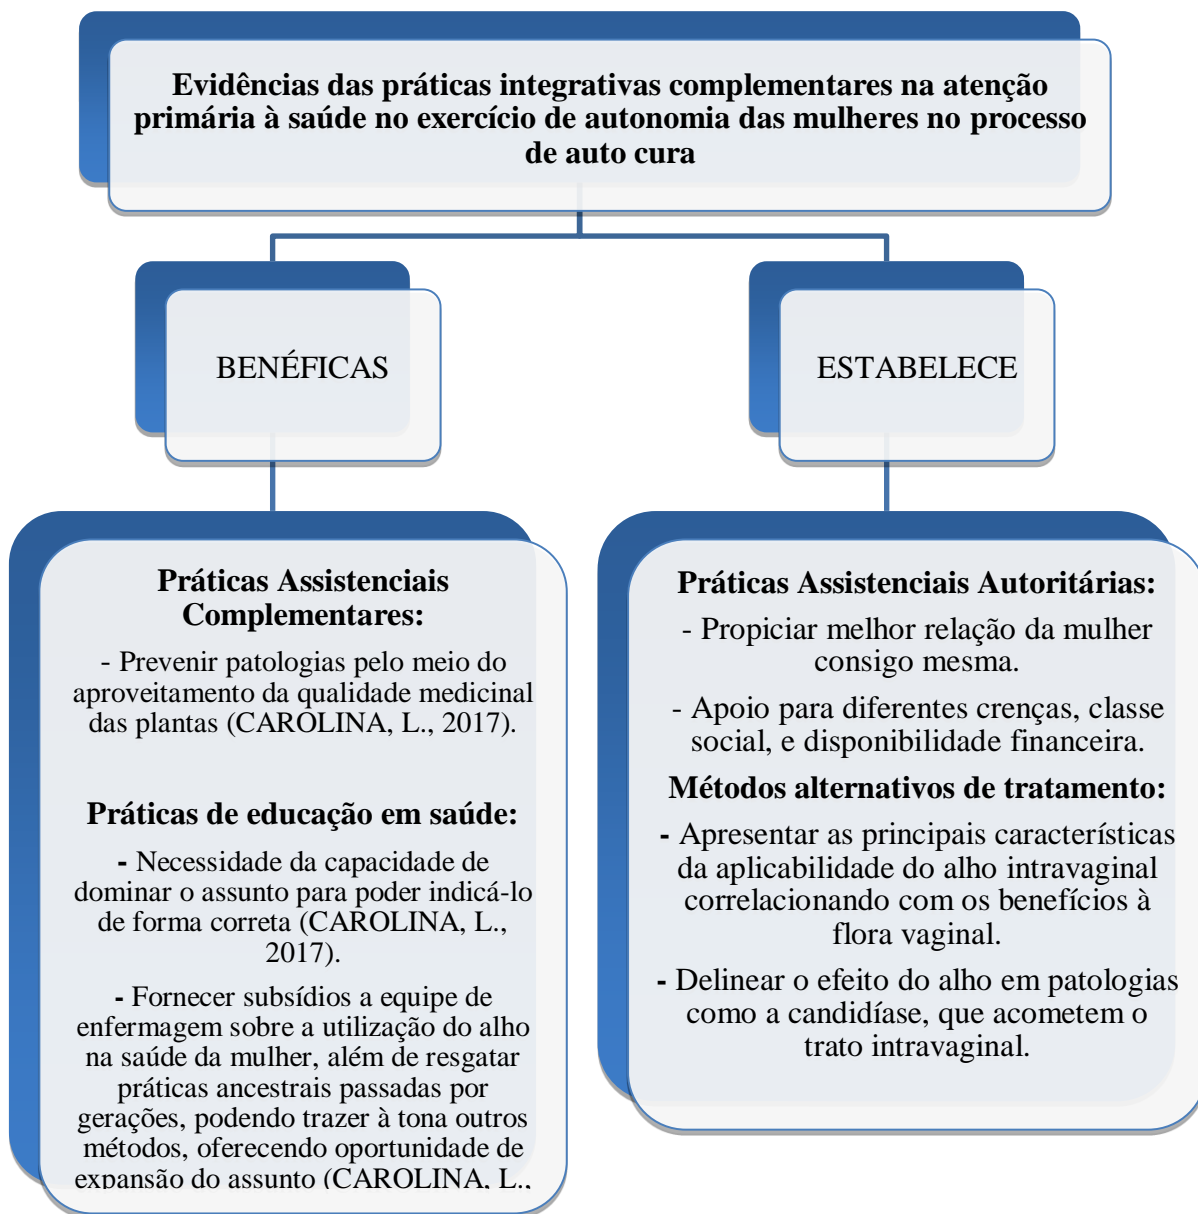 Evidências das práticas integrativas complementares na atenção
primária à saúde no exercício de autonomia das mulheres no processo
de auto cura
BENÉFICAS
ESTABELECE
Práticas Assistenciais
Complementares:
- Prevenir patologias pelo meio do
aproveitamento da qualidade medicinal
das plantas (CAROLINA, L., 2017).
Práticas de educação em saúde:
- Necessidade da capacidade de
dominar o assunto para poder indicá-lo
de forma correta (CAROLINA, L.,
2017).
- Fornecer subsídios a equipe de
enfermagem sobre a utilização do alho
na saúde da mulher, além de resgatar
práticas ancestrais passadas por
gerações, podendo trazer à tona outros
métodos, oferecendo oportunidade de
expansão do assunto (CAROLINA, L.,
Práticas Assistenciais Autoritárias:
- Propiciar melhor relação da mulher
consigo mesma.
- Apoio para diferentes crenças, classe
social, e disponibilidade financeira.
Métodos alternativos de tratamento:
- Apresentar as principais características
da aplicabilidade do alho intravaginal
correlacionando com os benefícios à
flora vaginal.
- Delinear o efeito do alho em patologias
como a candidíase, que acometem o
trato intravaginal.